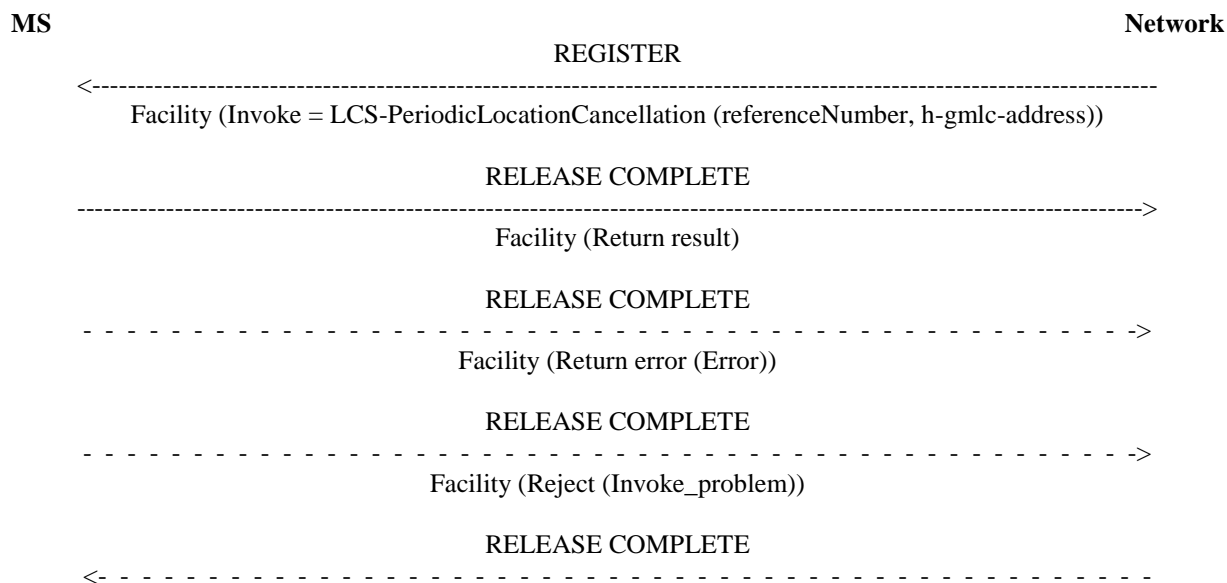 MS Network
REGISTER
<------------------------------------------------------------------------------------------------------------------------
Facility (Invoke = LCS-PeriodicLocationCancellation (referenceNumber, h-gmlc-address))
RELEASE COMPLETE
------------------------------------------------------------------------------------------------------------------------>
Facility (Return result)
RELEASE COMPLETE
- - - - - - - - - - - - - - - - - - - - - - - - - - - - - - - - - - - - - - - - - - - - - - - ->
Facility (Return error (Error))
RELEASE COMPLETE
- - - - - - - - - - - - - - - - - - - - - - - - - - - - - - - - - - - - - - - - - - - - - - - ->
Facility (Reject (Invoke_problem))
RELEASE COMPLETE
<- - - - - - - - - - - - - - - - - - - - - - - - - - - - - - - - - - - - - - - - - - - - - - - -